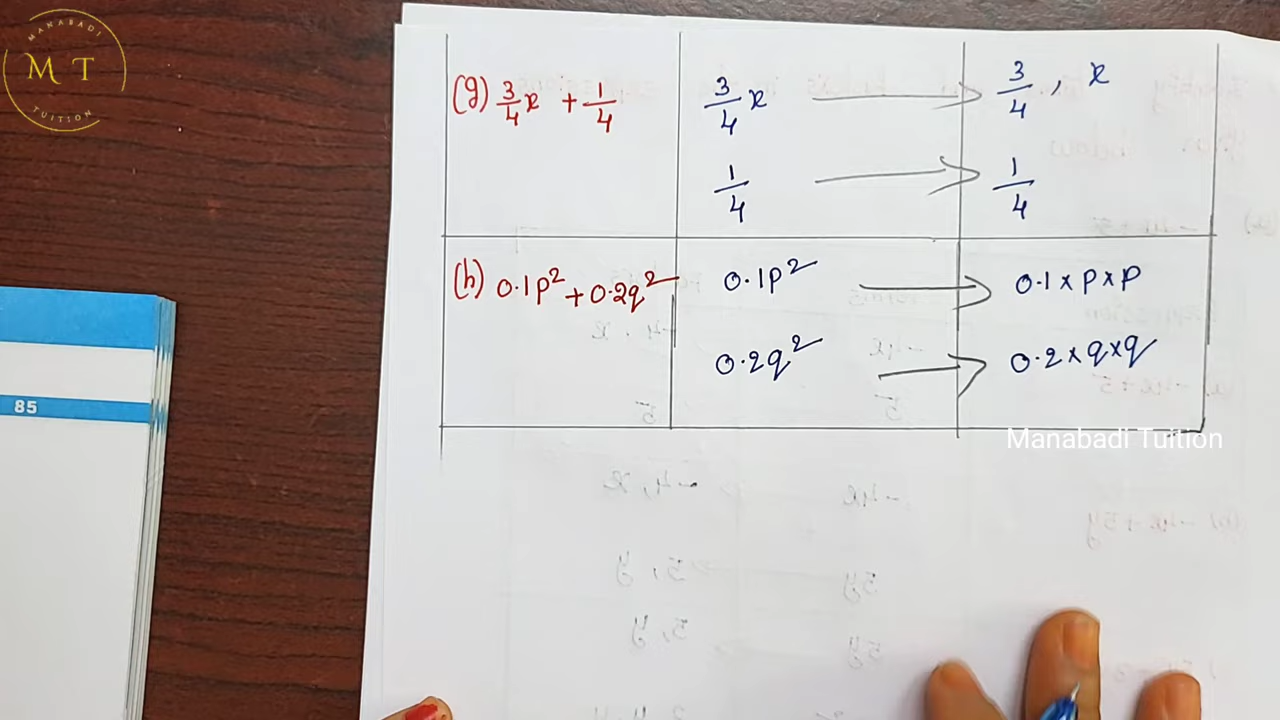 MANABADI
M T
TUITION
(g) 3/4 x + 1/4
3/4 x → 3/4, x
1/4 → 1/4
(h) 0.1p² + 0.2q²
0.1p² → 0.1 × p × p
0.2q² → 0.2 × q × q
85
Manabadi Tuition